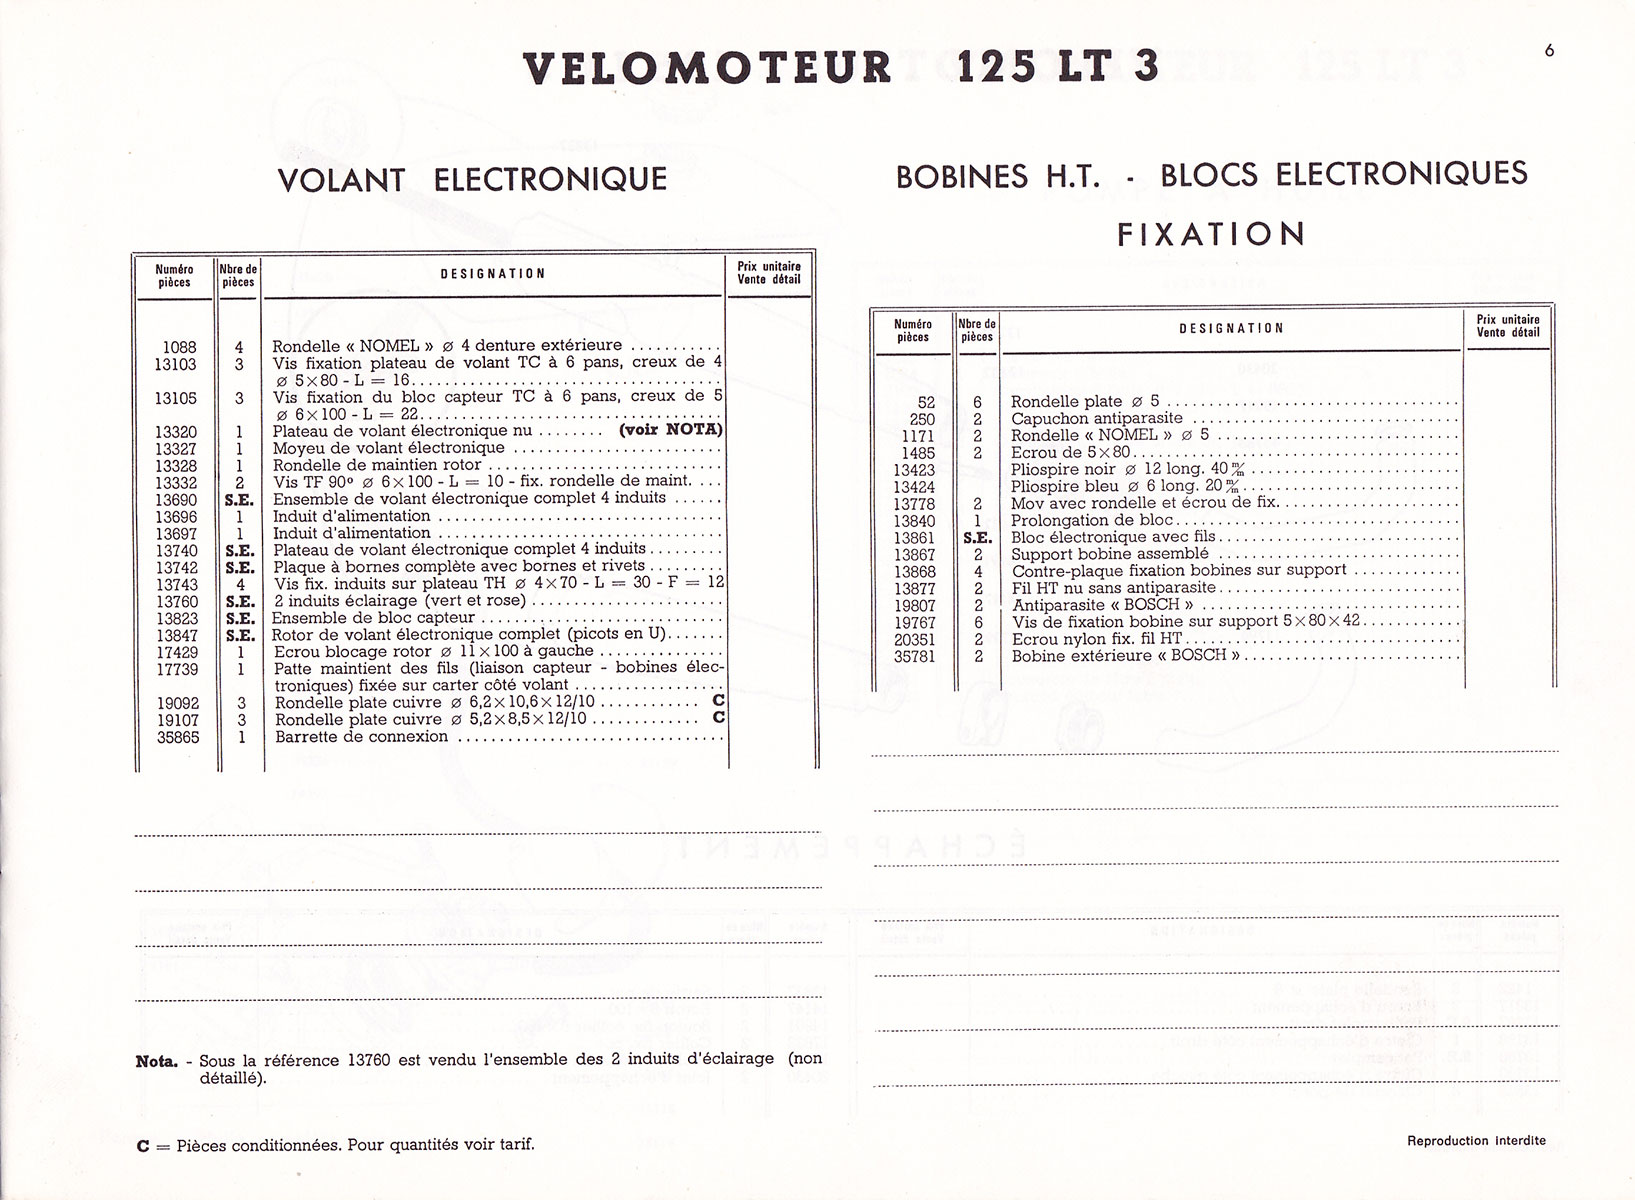 VELOMOTEUR 125 LT 3
6
VOLANT ELECTRONIQUE
Numéro pièces Nbre de pièces DESIGNATION Prix unitaire Vente détail
1088 4 Rondelle « NOMEL » ø 4 denture extérieure ...........
13103 3 Vis fixation plateau de volant TC à 6 pans, creux de 4
ø 5×80 - L = 16.....................................
13105 3 Vis fixation du bloc capteur TC à 6 pans, creux de 5
ø 6×100 - L = 22....................................
13320 1 Plateau de volant électronique nu ........ (voir NOTA)
13327 1 Moyeu de volant électronique .........................
13328 1 Rondelle de maintien rotor ............................
13332 2 Vis TF 90° ø 6×100 - L = 10 - fix. rondelle de maint. ...
13690 S.E. Ensemble de volant électronique complet 4 induits ......
13696 1 Induit d'alimentation ..................................
13697 1 Induit d'alimentation ..................................
13740 S.E. Plateau de volant électronique complet 4 induits .........
13742 S.E. Plaque à bornes complète avec bornes et rivets .........
13743 4 Vis fix. induits sur plateau TH ø 4×70 - L = 30 - F = 12
13760 S.E. 2 induits éclairage (vert et rose) .......................
13823 S.E. Ensemble de bloc capteur .............................
13847 S.E. Rotor de volant électronique complet (picots en U).......
17429 1 Ecrou blocage rotor ø 11×100 à gauche ...............
17739 1 Patte maintient des fils (liaison capteur - bobines élec-
troniques) fixée sur carter côté volant ..................
19092 3 Rondelle plate cuivre ø 6,2×10,6×12/10 ............ C
19107 3 Rondelle plate cuivre ø 5,2×8,5×12/10 ............. C
35865 1 Barrette de connexion ................................
Nota. - Sous la référence 13760 est vendu l'ensemble des 2 induits d'éclairage (non
détaillé).
C = Pièces conditionnées. Pour quantités voir tarif.
BOBINES H.T. - BLOCS ELECTRONIQUES
FIXATION
Numéro pièces Nbre de pièces DESIGNATION Prix unitaire Vente détail
52 6 Rondelle plate ø 5 ...................................
250 2 Capuchon antiparasite .................................
1171 2 Rondelle « NOMEL » ø 5 .............................
1485 2 Ecrou de 5×80.......................................
13423 Pliospire noir ø 12 long. 40 m/m .........................
13424 Pliospire bleu ø 6 long. 20 m/m..........................
13778 2 Mov avec rondelle et écrou de fix......................
13840 1 Prolongation de bloc..................................
13861 S.E. Bloc électronique avec fils.............................
13867 2 Support bobine assemblé ..............................
13868 4 Contre-plaque fixation bobines sur support .............
13877 2 Fil HT nu sans antiparasite.............................
19807 2 Antiparasite « BOSCH » ...............................
19767 6 Vis de fixation bobine sur support 5×80×42............
20351 2 Ecrou nylon fix. fil HT.................................
35781 2 Bobine extérieure « BOSCH »..........................
Reproduction interdite